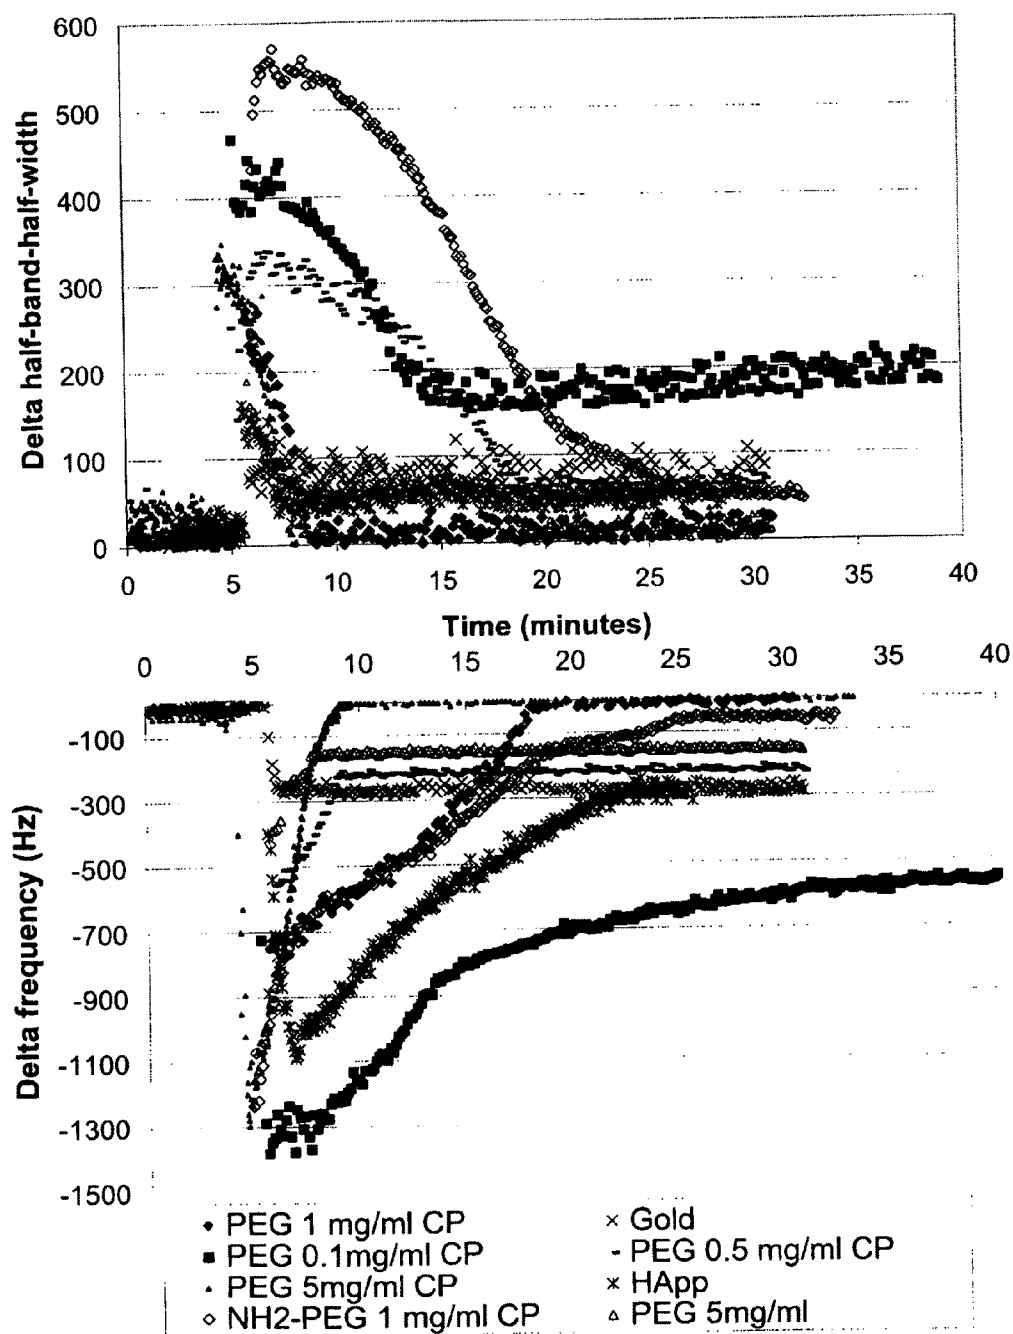 600
500
400
300
200
100
0
Delta half-band-half-width
0 5 10 15 20 25 30 35 40
Time (minutes)
0 5 10 15 20 25 30 35 40
-100
-300
-500
-700
-900
-1100
-1300
-1500
Delta frequency (Hz)
PEG 1 mg/ml CP
PEG 0.1mg/ml CP
PEG 5mg/ml CP
NH2-PEG 1 mg/ml CP
Gold
PEG 0.5 mg/ml CP
HApp
PEG 5mg/ml